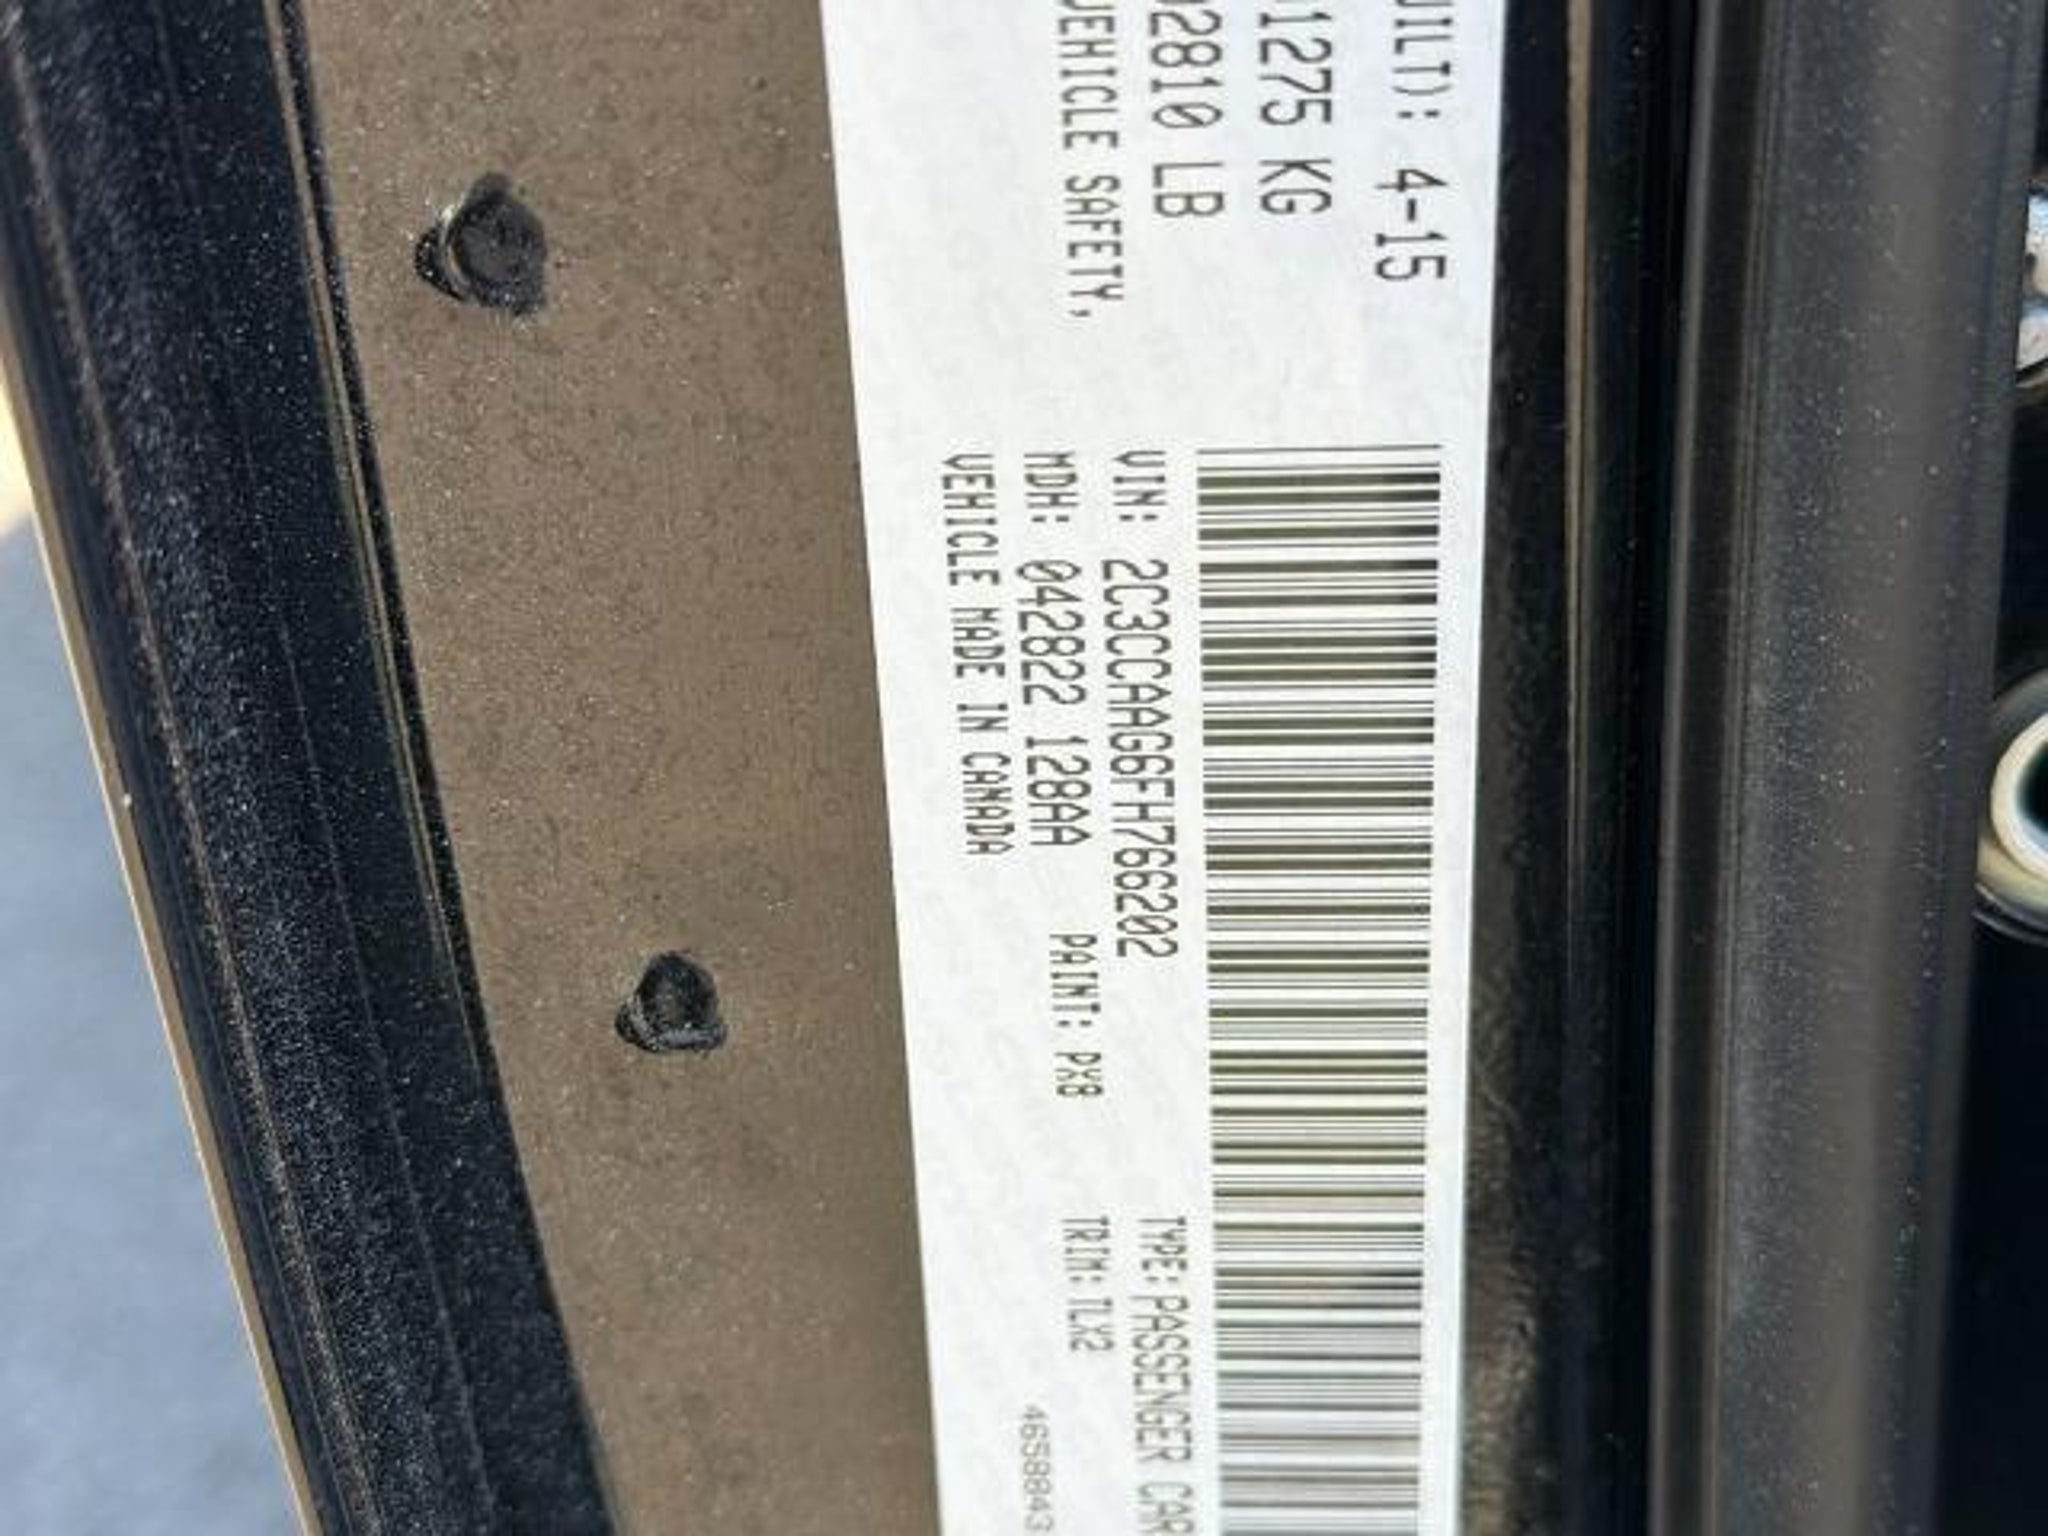 UILT): 4-15
1275 KG
2810 LB
VEHICLE SAFETY,
VIN: 2C3CCAAG6FH766202
TYPE: PASSENGER CAR
MDH: 042822 128AA
PAINT: PX8
TRIM: TLX2
VEHICLE MADE IN CANADA
4658843